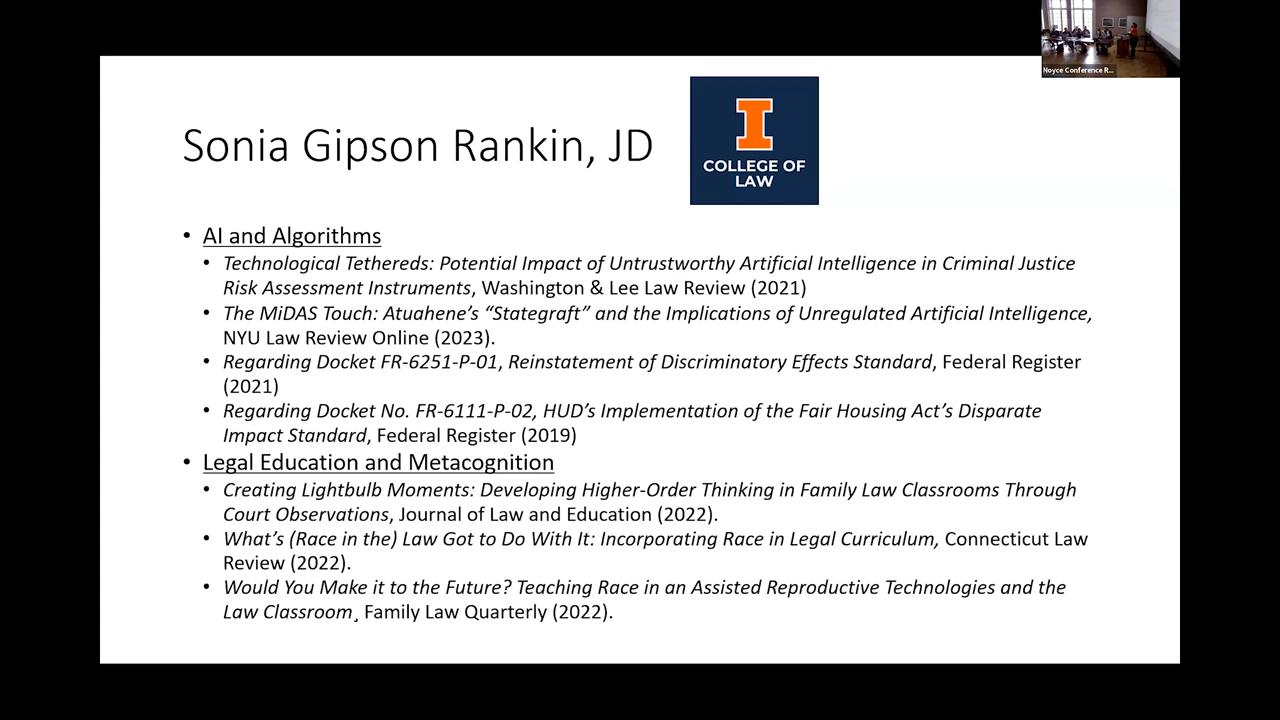 Noyce Conference R...
Sonia Gipson Rankin, JD
I
COLLEGE OF
LAW
• AI and Algorithms
• Technological Tethereds: Potential Impact of Untrustworthy Artificial Intelligence in Criminal Justice
Risk Assessment Instruments, Washington & Lee Law Review (2021)
• The MiDAS Touch: Atuahene’s “Stategraft” and the Implications of Unregulated Artificial Intelligence,
NYU Law Review Online (2023).
• Regarding Docket FR-6251-P-01, Reinstatement of Discriminatory Effects Standard, Federal Register
(2021)
• Regarding Docket No. FR-6111-P-02, HUD’s Implementation of the Fair Housing Act’s Disparate
Impact Standard, Federal Register (2019)
• Legal Education and Metacognition
• Creating Lightbulb Moments: Developing Higher-Order Thinking in Family Law Classrooms Through
Court Observations, Journal of Law and Education (2022).
• What’s (Race in the) Law Got to Do With It: Incorporating Race in Legal Curriculum, Connecticut Law
Review (2022).
• Would You Make it to the Future? Teaching Race in an Assisted Reproductive Technologies and the
Law Classroom¸ Family Law Quarterly (2022).